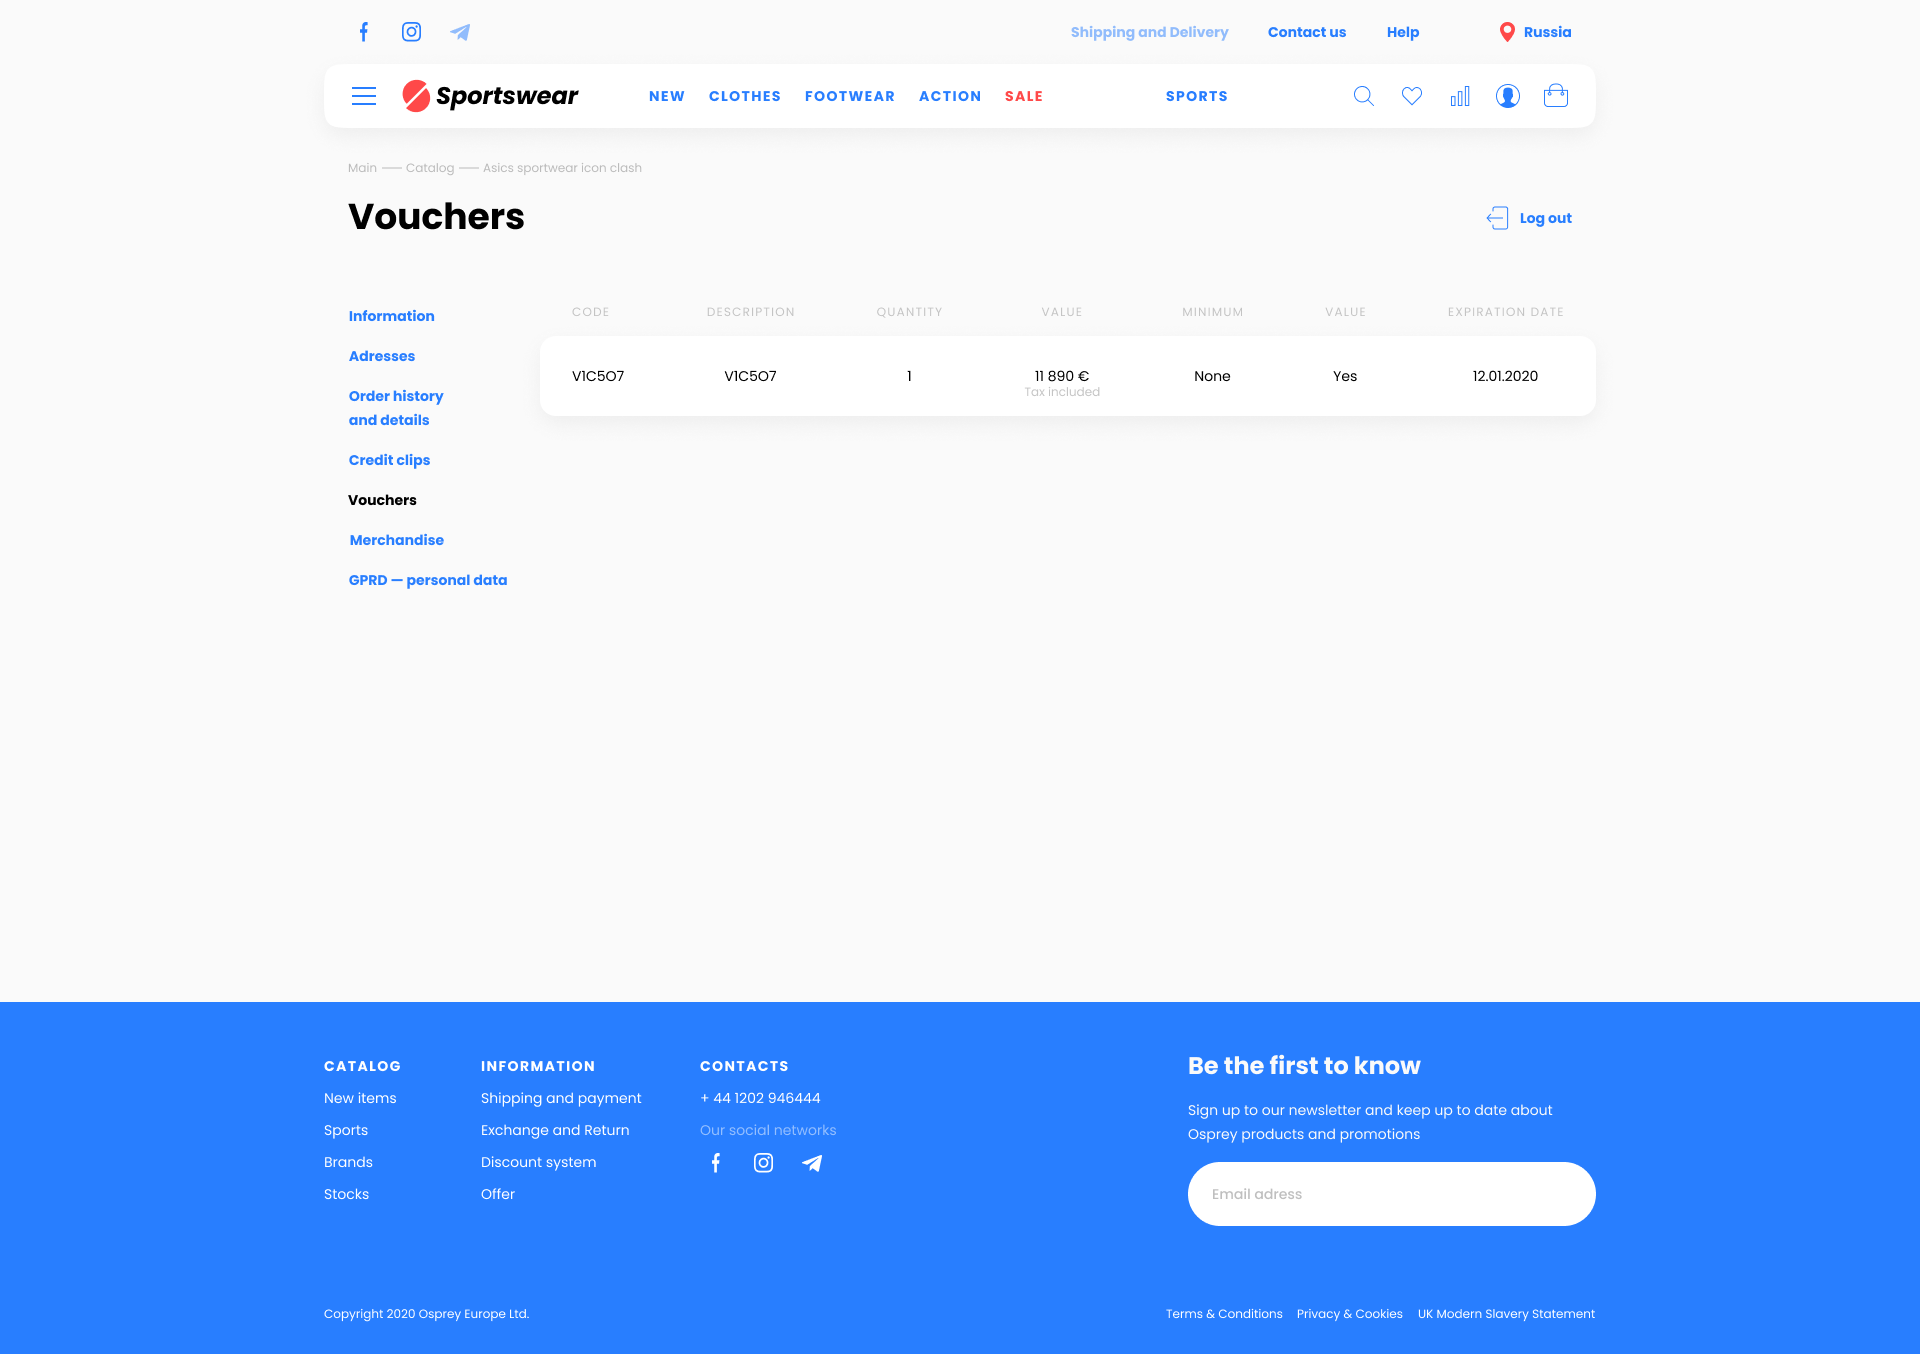 Shipping and Delivery Contact us Help Russia
Sportswear NEW CLOTHES FOOTWEAR ACTION SALE SPORTS
Main — Catalog — Asics sportwear icon clash
Vouchers
Log out
Information
Adresses
Order history
and details
Credit clips
Vouchers
Merchandise
GPRD — personal data
CODE DESCRIPTION QUANTITY VALUE MINIMUM VALUE EXPIRATION DATE
V1C5O7 V1C5O7 1 11 890 € None Yes 12.01.2020
Tax included
CATALOG
New items
Sports
Brands
Stocks
INFORMATION
Shipping and payment
Exchange and Return
Discount system
Offer
CONTACTS
+ 44 1202 946444
Our social networks
Be the first to know
Sign up to our newsletter and keep up to date about
Osprey products and promotions
Email adress
Copyright 2020 Osprey Europe Ltd.
Terms & Conditions Privacy & Cookies UK Modern Slavery Statement